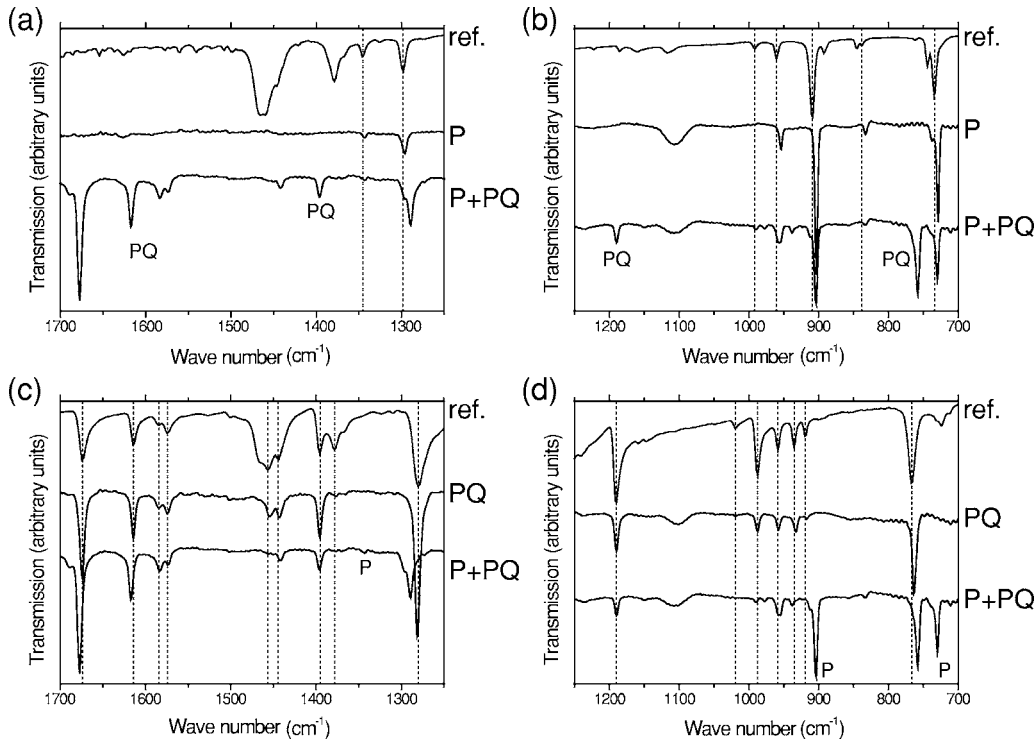 (a)
ref.
P
P+PQ
PQ
PQ
Transmission (arbitrary units)
1700
1600
1500
1400
1300
Wave number (cm⁻¹)
(b)
ref.
P
P+PQ
PQ
PQ
Transmission (arbitrary units)
1200
1100
1000
900
800
700
Wave number (cm⁻¹)
(c)
ref.
PQ
P+PQ
P
Transmission (arbitrary units)
1700
1600
1500
1400
1300
Wave number (cm⁻¹)
(d)
ref.
PQ
P+PQ
P
P
Transmission (arbitrary units)
1200
1100
1000
900
800
700
Wave number (cm⁻¹)